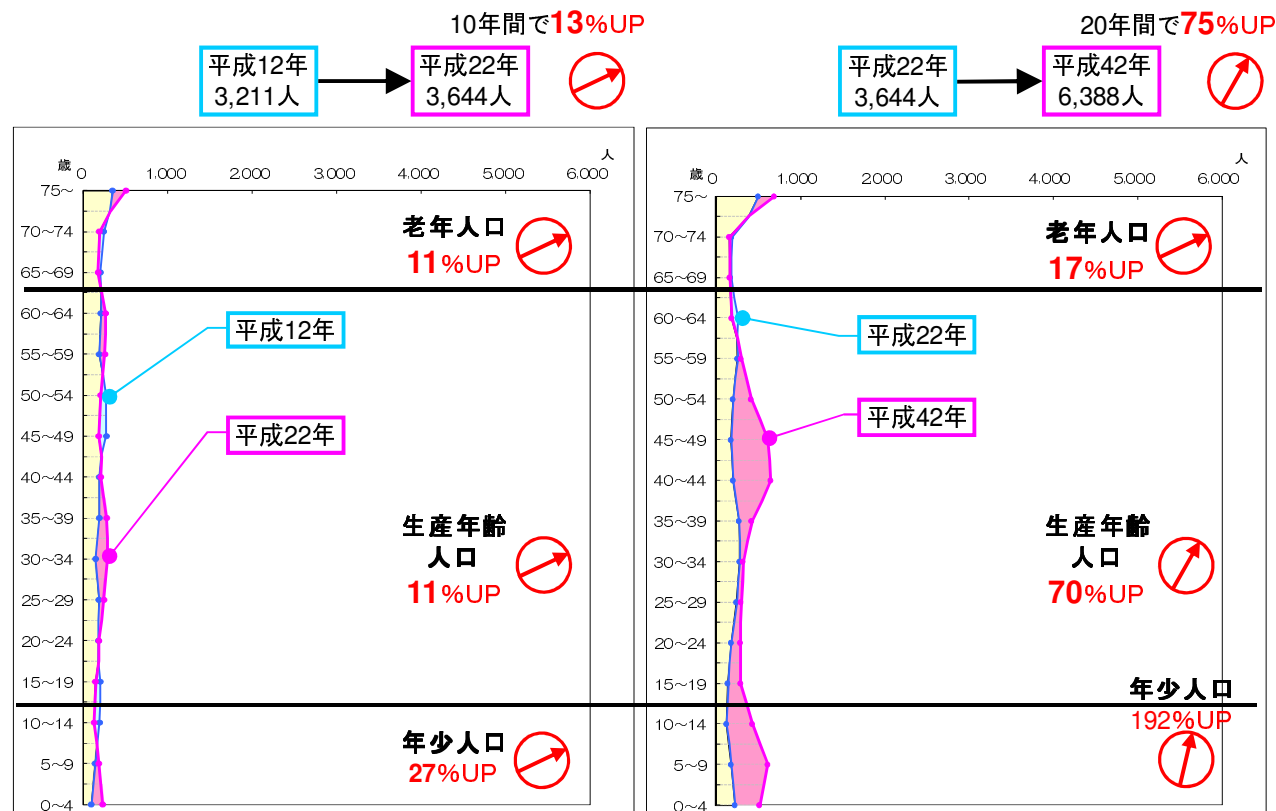 10年間で13%UP
平成12年
3,211人
平成22年
3,644人
人
歳
0 1,000 2,000 3,000 4,000 5,000 6,000
75～
70～74
65～69
60～64
55～59
50～54
45～49
40～44
35～39
30～34
25～29
20～24
15～19
10～14
5～9
0～4
老年人口
11%UP
平成12年
平成22年
生産年齢
人口
11%UP
年少人口
27%UP
20年間で75%UP
平成22年
3,644人
平成42年
6,388人
人
歳
0 1,000 2,000 3,000 4,000 5,000 6,000
75～
70～74
65～69
60～64
55～59
50～54
45～49
40～44
35～39
30～34
25～29
20～24
15～19
10～14
5～9
0～4
老年人口
17%UP
平成22年
平成42年
生産年齢
人口
70%UP
年少人口
192%UP